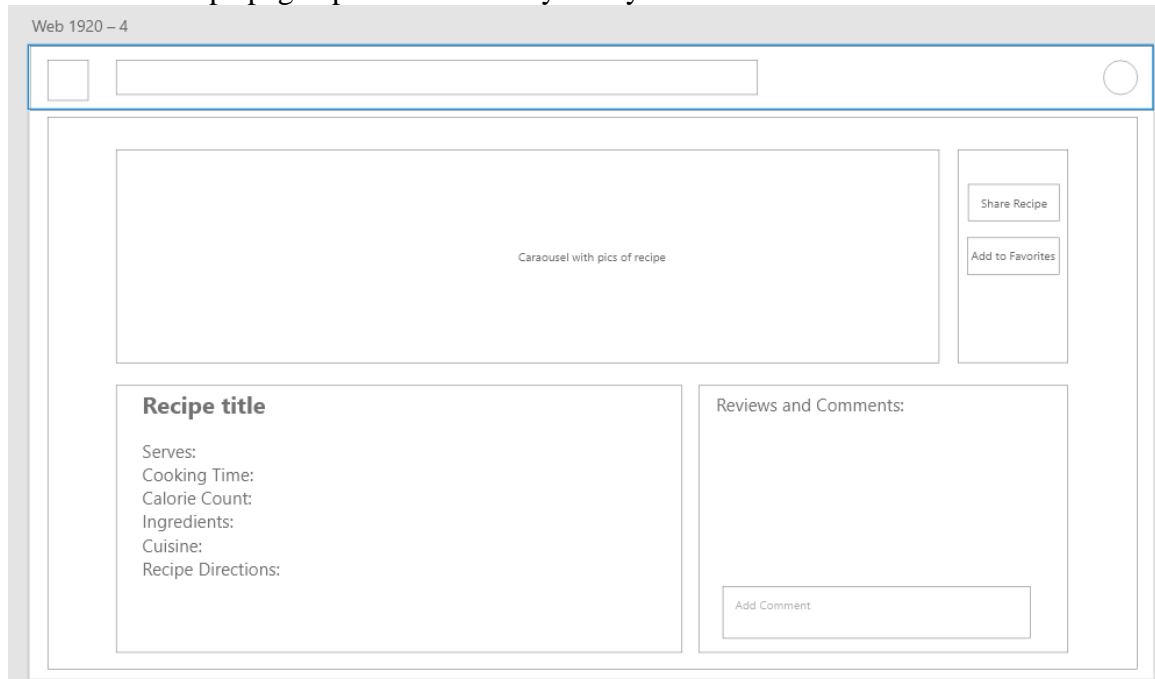 Web 1920 – 4
Share Recipe
Caraousel with pics of recipe
Add to Favorites
Recipe title
Serves:
Cooking Time:
Calorie Count:
Ingredients:
Cuisine:
Recipe Directions:
Reviews and Comments:
Add Comment